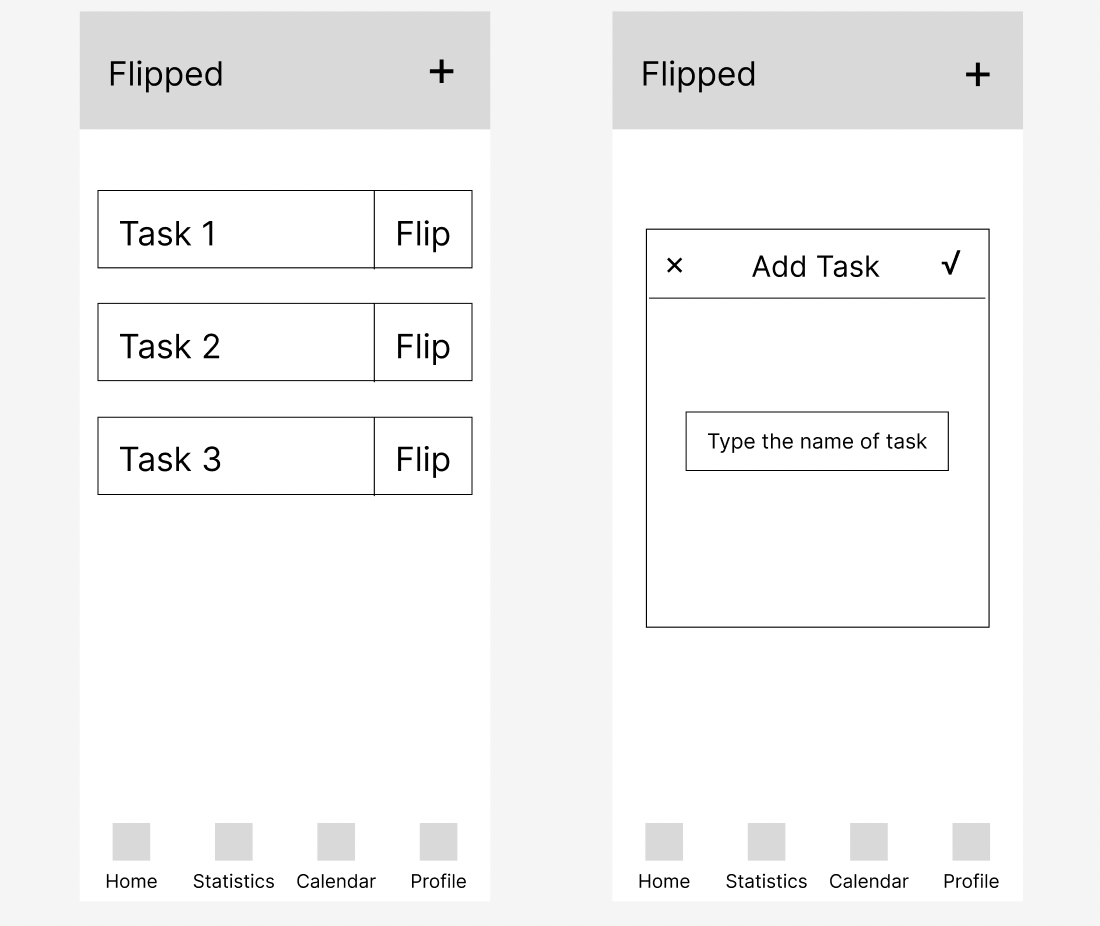 Flipped +
Task 1 Flip
Task 2 Flip
Task 3 Flip
Home Statistics Calendar Profile
Flipped +
× Add Task √
Type the name of task
Home Statistics Calendar Profile